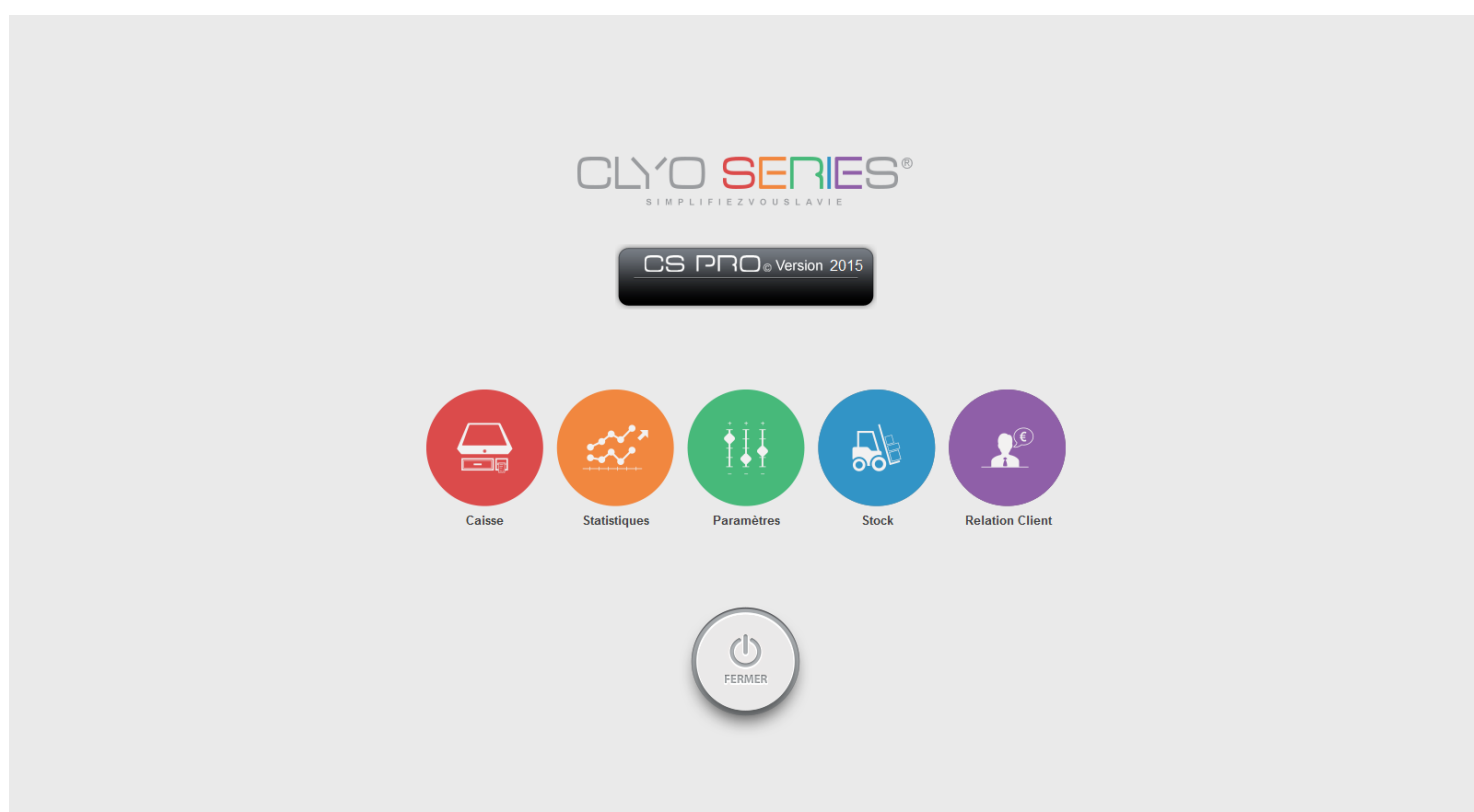 CLYO SERIES®
SIMPLIFIEZVOUSLAVIE
CS PRO © Version 2015
€
Caisse Statistiques Paramètres Stock Relation Client
FERMER